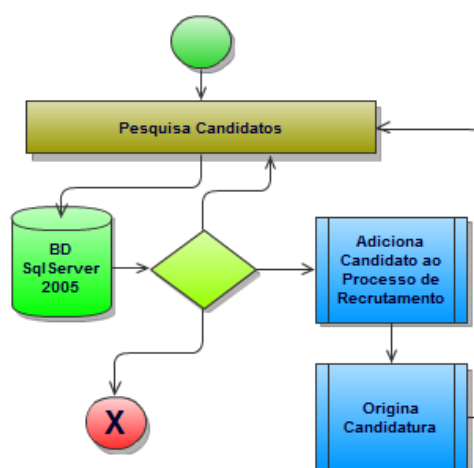 Pesquisa Candidatos
BD
SqlServer
2005
Adiciona
Candidato ao
Processo de
Recrutamento
X
Origina
Candidatura